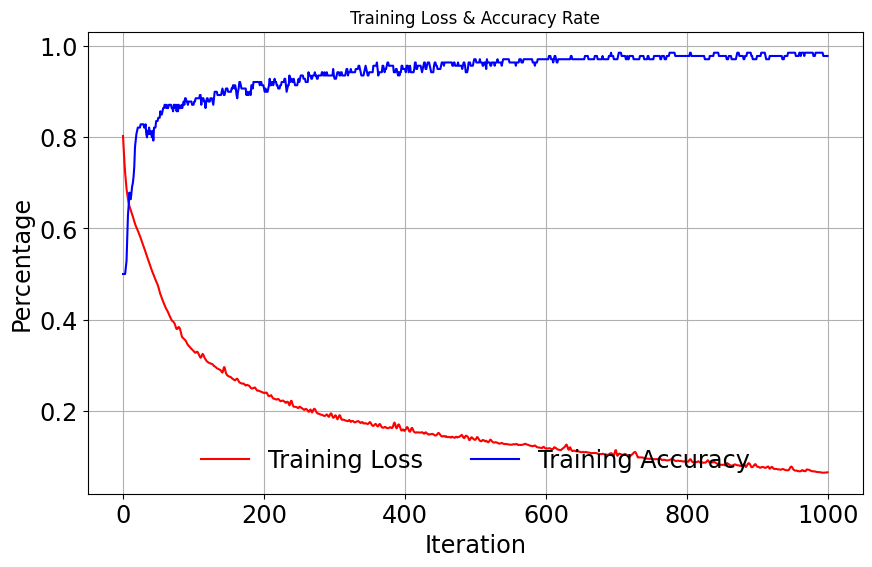 Training Loss & Accuracy Rate
1.0
0.8
0.6
0.4
0.2
Percentage
Training Loss Training Accuracy
0 200 400 600 800 1000
Iteration